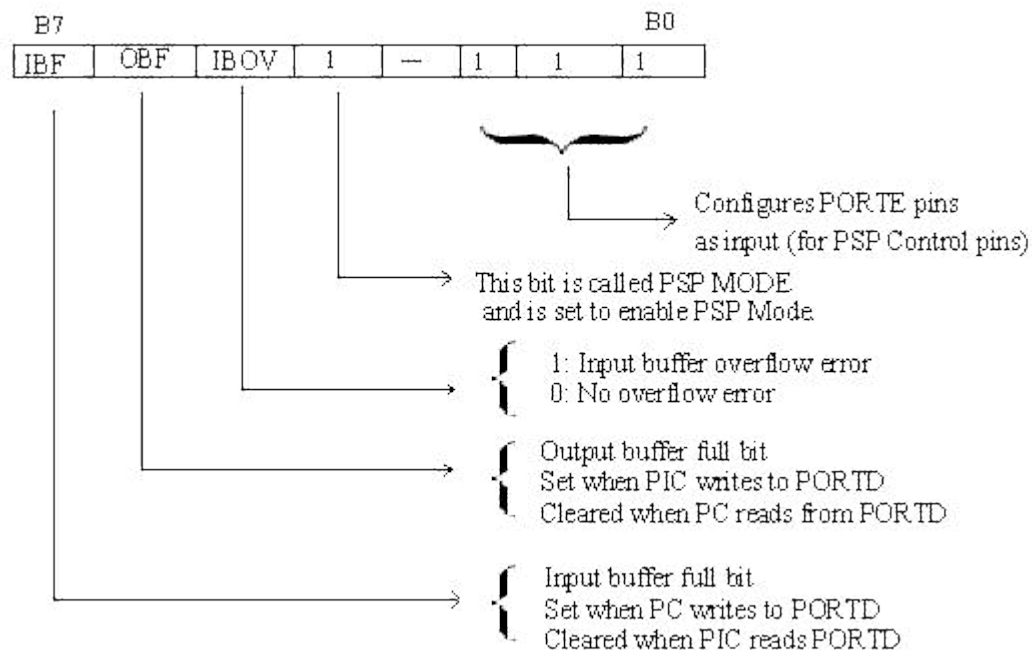 B7 B0
IBF OBF IBOV 1 — 1 1 1
Configures PORTE pins
as input (for PSP Control pins)
This bit is called PSP MODE
and is set to enable PSP Mode.
1: Input buffer overflow error
0: No overflow error
Output buffer full bit
Set when PIC writes to PORTD
Cleared when PC reads from PORTD
Input buffer full bit
Set when PC writes to PORTD
Cleared when PIC reads PORTD